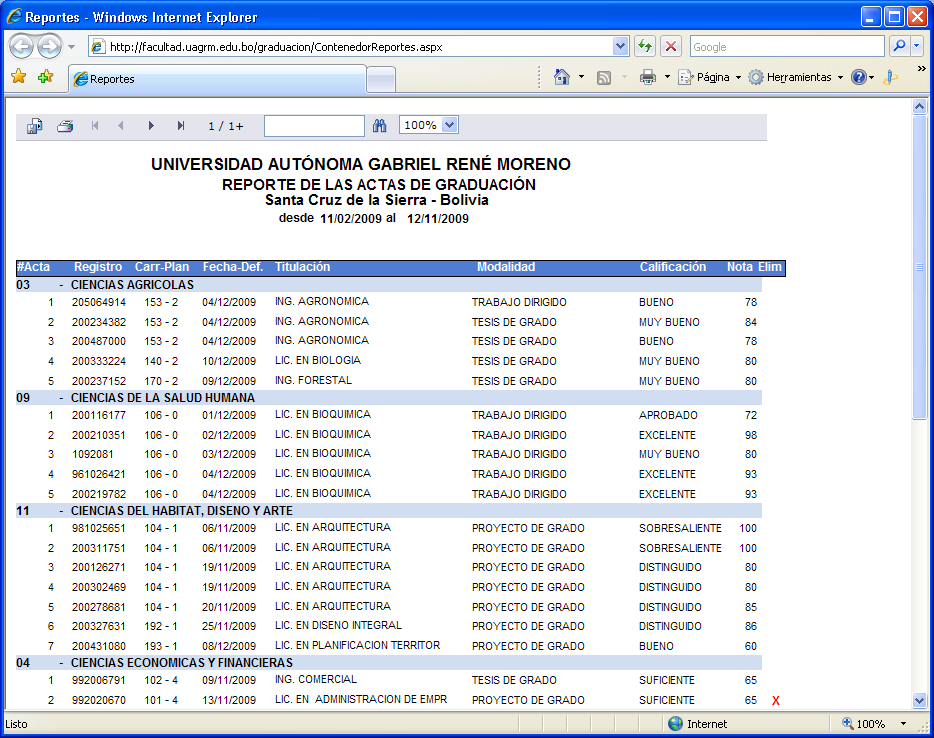 Reportes - Windows Internet Explorer
http://facultad.uagrm.edu.bo/graduacion/ContenedorReportes.aspx Google
Reportes Página Herramientas
1 / 1+ 100%
UNIVERSIDAD AUTÓNOMA GABRIEL RENÉ MORENO
REPORTE DE LAS ACTAS DE GRADUACIÓN
Santa Cruz de la Sierra - Bolivia
desde 11/02/2009 al 12/11/2009
#Acta Registro Carr-Plan Fecha-Def. Titulación Modalidad Calificación Nota Elim
03 - CIENCIAS AGRICOLAS
1 205064914 153 - 2 04/12/2009 ING. AGRONOMICA TRABAJO DIRIGIDO BUENO 78
2 200234382 153 - 2 04/12/2009 ING. AGRONOMICA TESIS DE GRADO MUY BUENO 84
3 200487000 153 - 2 04/12/2009 ING. AGRONOMICA TESIS DE GRADO BUENO 78
4 200333224 140 - 2 10/12/2009 LIC. EN BIOLOGIA TESIS DE GRADO MUY BUENO 80
5 200237152 170 - 2 09/12/2009 ING. FORESTAL TESIS DE GRADO MUY BUENO 80
09 - CIENCIAS DE LA SALUD HUMANA
1 200116177 106 - 0 01/12/2009 LIC. EN BIOQUIMICA TRABAJO DIRIGIDO APROBADO 72
2 200210351 106 - 0 02/12/2009 LIC. EN BIOQUIMICA TRABAJO DIRIGIDO EXCELENTE 98
3 1092081 106 - 0 03/12/2009 LIC. EN BIOQUIMICA TRABAJO DIRIGIDO MUY BUENO 80
4 961026421 106 - 0 04/12/2009 LIC. EN BIOQUIMICA TRABAJO DIRIGIDO EXCELENTE 93
5 200219782 106 - 0 04/12/2009 LIC. EN BIOQUIMICA TRABAJO DIRIGIDO EXCELENTE 93
11 - CIENCIAS DEL HABITAT, DISENO Y ARTE
1 981025651 104 - 1 06/11/2009 LIC. EN ARQUITECTURA PROYECTO DE GRADO SOBRESALIENTE 100
2 200311751 104 - 1 06/11/2009 LIC. EN ARQUITECTURA PROYECTO DE GRADO SOBRESALIENTE 100
3 200126271 104 - 1 19/11/2009 LIC. EN ARQUITECTURA PROYECTO DE GRADO DISTINGUIDO 80
4 200302469 104 - 1 19/11/2009 LIC. EN ARQUITECTURA PROYECTO DE GRADO DISTINGUIDO 80
5 200278681 104 - 1 20/11/2009 LIC. EN ARQUITECTURA PROYECTO DE GRADO DISTINGUIDO 85
6 200327631 192 - 1 25/11/2009 LIC. EN DISENO INTEGRAL PROYECTO DE GRADO DISTINGUIDO 86
7 200431080 193 - 1 08/12/2009 LIC. EN PLANIFICACION TERRITOR PROYECTO DE GRADO BUENO 60
04 - CIENCIAS ECONOMICAS Y FINANCIERAS
1 992006791 102 - 4 09/11/2009 ING. COMERCIAL TESIS DE GRADO SUFICIENTE 65
2 992020670 101 - 4 13/11/2009 LIC. EN ADMINISTRACION DE EMPR PROYECTO DE GRADO SUFICIENTE 65 X
Listo Internet 100%